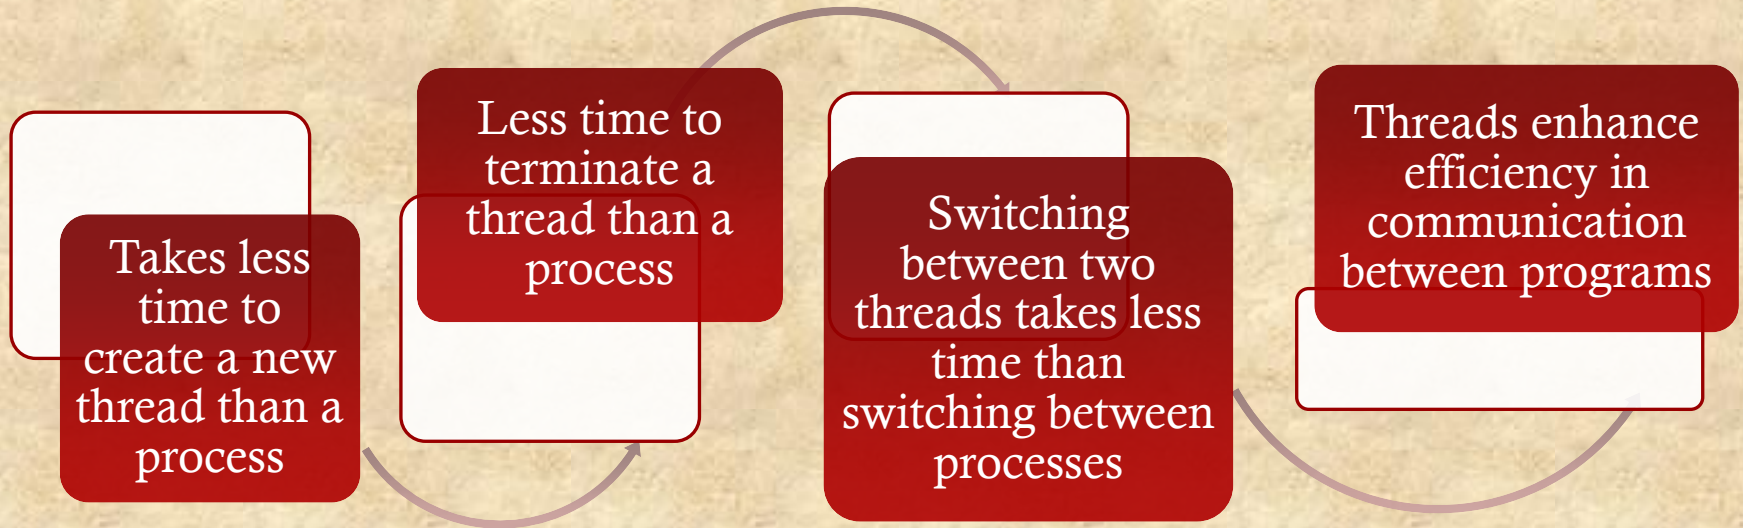 Takes less
time to
create a new
thread than a
process
Less time to
terminate a
thread than a
process
Switching
between two
threads takes less
time than
switching between
processes
Threads enhance
efficiency in
communication
between programs